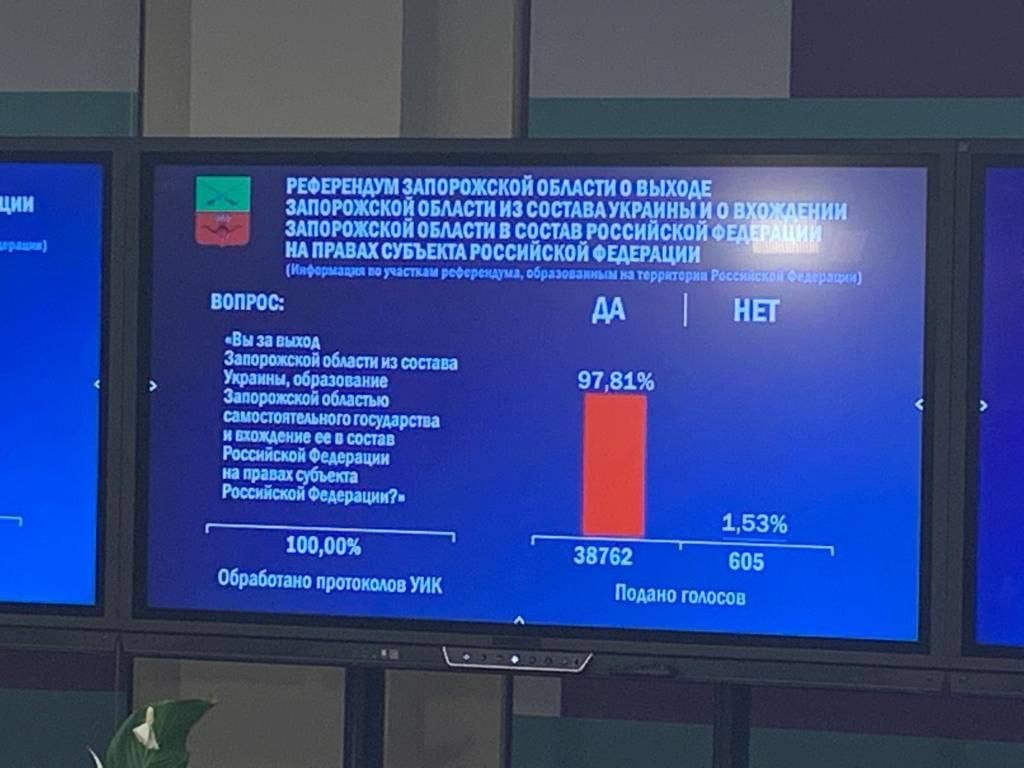 РЕФЕРЕНДУМ ЗАПОРОЖСКОЙ ОБЛАСТИ О ВЫХОДЕ
ЗАПОРОЖСКОЙ ОБЛАСТИ ИЗ СОСТАВА УКРАИНЫ И О ВХОЖДЕНИИ
ЗАПОРОЖСКОЙ ОБЛАСТИ В СОСТАВ РОССИЙСКОЙ ФЕДЕРАЦИИ
НА ПРАВАХ СУБЪЕКТА РОССИЙСКОЙ ФЕДЕРАЦИИ
(Информация по участкам референдума, образованным на территории Российской Федерации)
ВОПРОС:
«Вы за выход
Запорожской области из состава
Украины, образование
Запорожской областью
самостоятельного государства
и вхождение ее в состав
Российской Федерации
на правах субъекта
Российской Федерации?»
100,00%
Обработано протоколов УИК
ДА | НЕТ
97,81%
1,53%
38762
605
Подано голосов